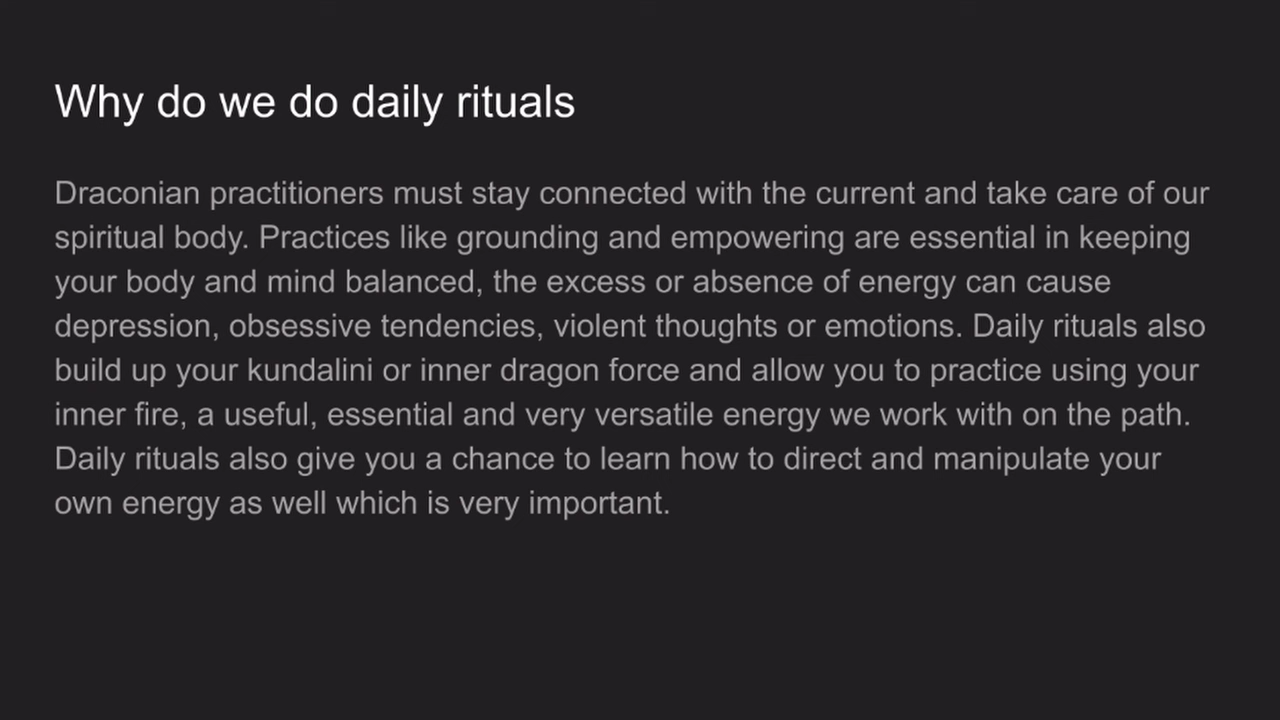 Why do we do daily rituals
Draconian practitioners must stay connected with the current and take care of our
spiritual body. Practices like grounding and empowering are essential in keeping
your body and mind balanced, the excess or absence of energy can cause
depression, obsessive tendencies, violent thoughts or emotions. Daily rituals also
build up your kundalini or inner dragon force and allow you to practice using your
inner fire, a useful, essential and very versatile energy we work with on the path.
Daily rituals also give you a chance to learn how to direct and manipulate your
own energy as well which is very important.